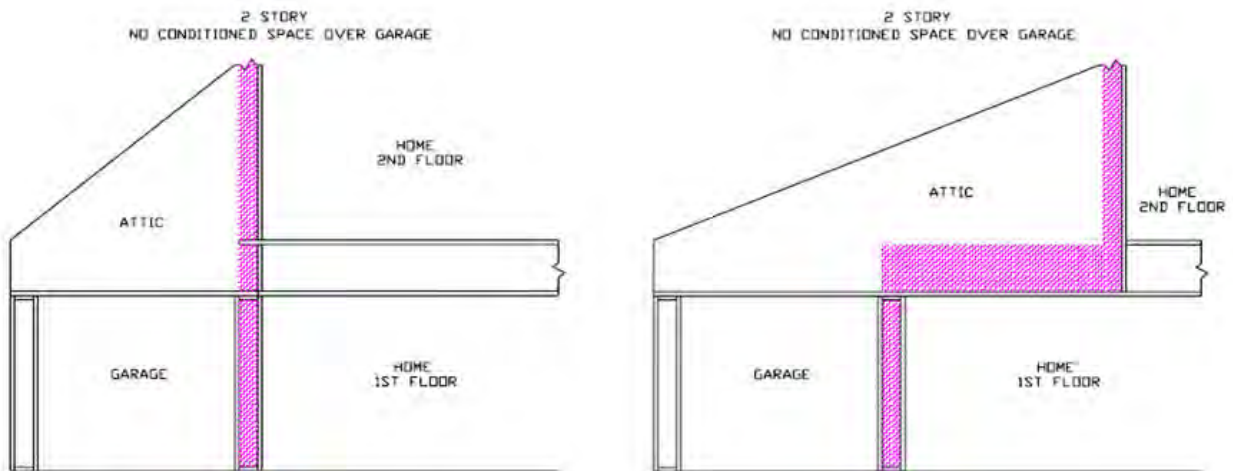 2 STORY
NO CONDITIONED SPACE OVER GARAGE
HOME
2ND FLOOR
ATTIC
GARAGE
HOME
1ST FLOOR
2 STORY
NO CONDITIONED SPACE OVER GARAGE
ATTIC
HOME
2ND FLOOR
GARAGE
HOME
1ST FLOOR